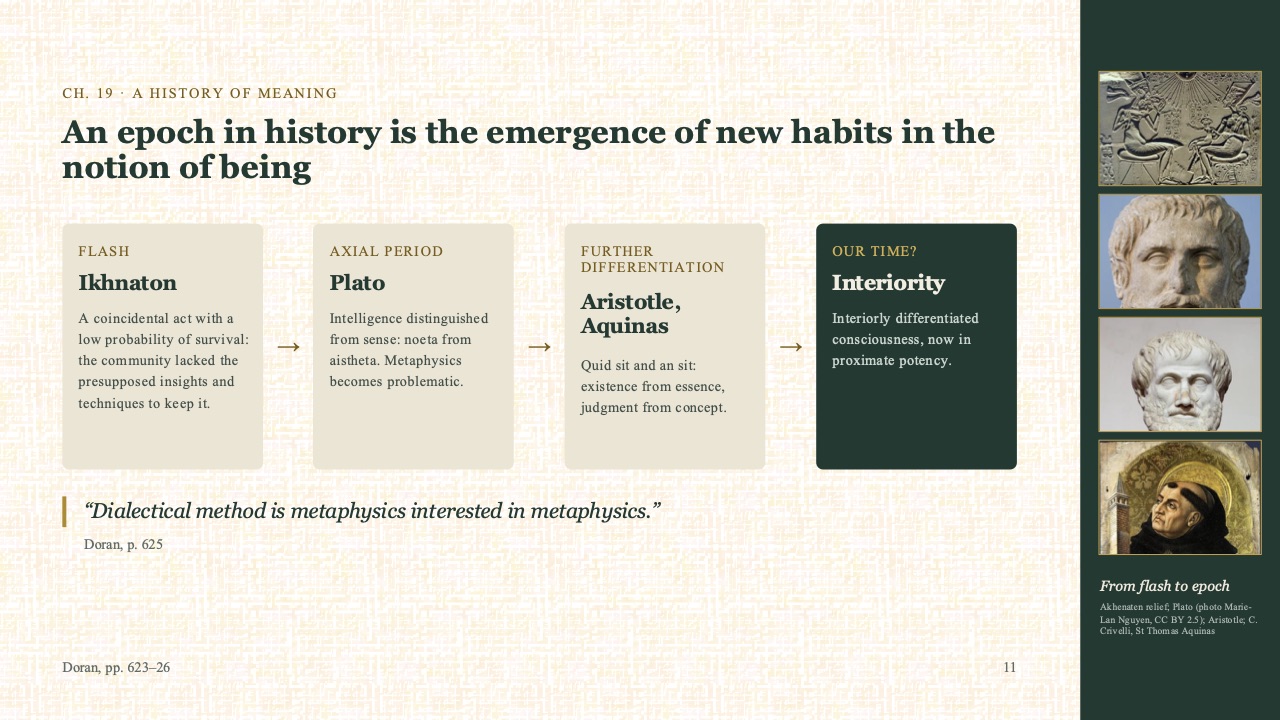 CH. 19 · A HISTORY OF MEANING
An epoch in history is the emergence of new habits in the
notion of being
FLASH
Ikhnaton
A coincidental act with a
low probability of survival:
the community lacked the
presupposed insights and
techniques to keep it.
→
AXIAL PERIOD
Plato
Intelligence distinguished
from sense: noeta from
aistheta. Metaphysics
becomes problematic.
→
FURTHER
DIFFERENTIATION
Aristotle,
Aquinas
Quid sit and an sit:
existence from essence,
judgment from concept.
→
OUR TIME?
Interiority
Interiorly differentiated
consciousness, now in
proximate potency.
“Dialectical method is metaphysics interested in metaphysics.”
Doran, p. 625
Doran, pp. 623–26
11
From flash to epoch
Akhenaten relief; Plato (photo Marie-
Lan Nguyen, CC BY 2.5); Aristotle; C.
Crivelli, St Thomas Aquinas